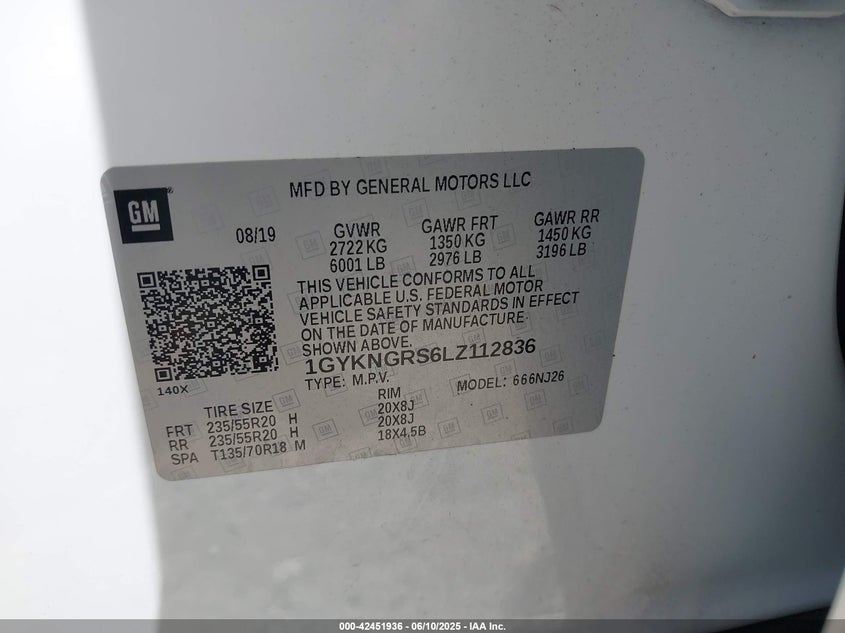 GM
MFD BY GENERAL MOTORS LLC
08/19
GVWR
2722 KG
6001 LB
GAWR FRT
1350 KG
2976 LB
GAWR RR
1450 KG
3196 LB
THIS VEHICLE CONFORMS TO ALL
APPLICABLE U.S. FEDERAL MOTOR
VEHICLE SAFETY STANDARDS IN EFFECT
ON THE DATE OF MANUFACTURE
SHOWN ABOVE.
1GYKNGRS6LZ112836
TYPE: M.P.V. MODEL: 666NJ26
140X
TIRE SIZE RIM
FRT 235/55R20 H 20X8J
RR 235/55R20 H 20X8J
SPA T135/70R18 M 18X4.5B
000-42451936 - 06/10/2025 - IAA Inc.